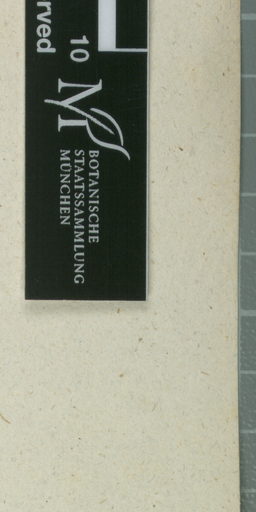 10
rved
M
BOTANISCHE
STAATSSAMMLUNG
MÜNCHEN